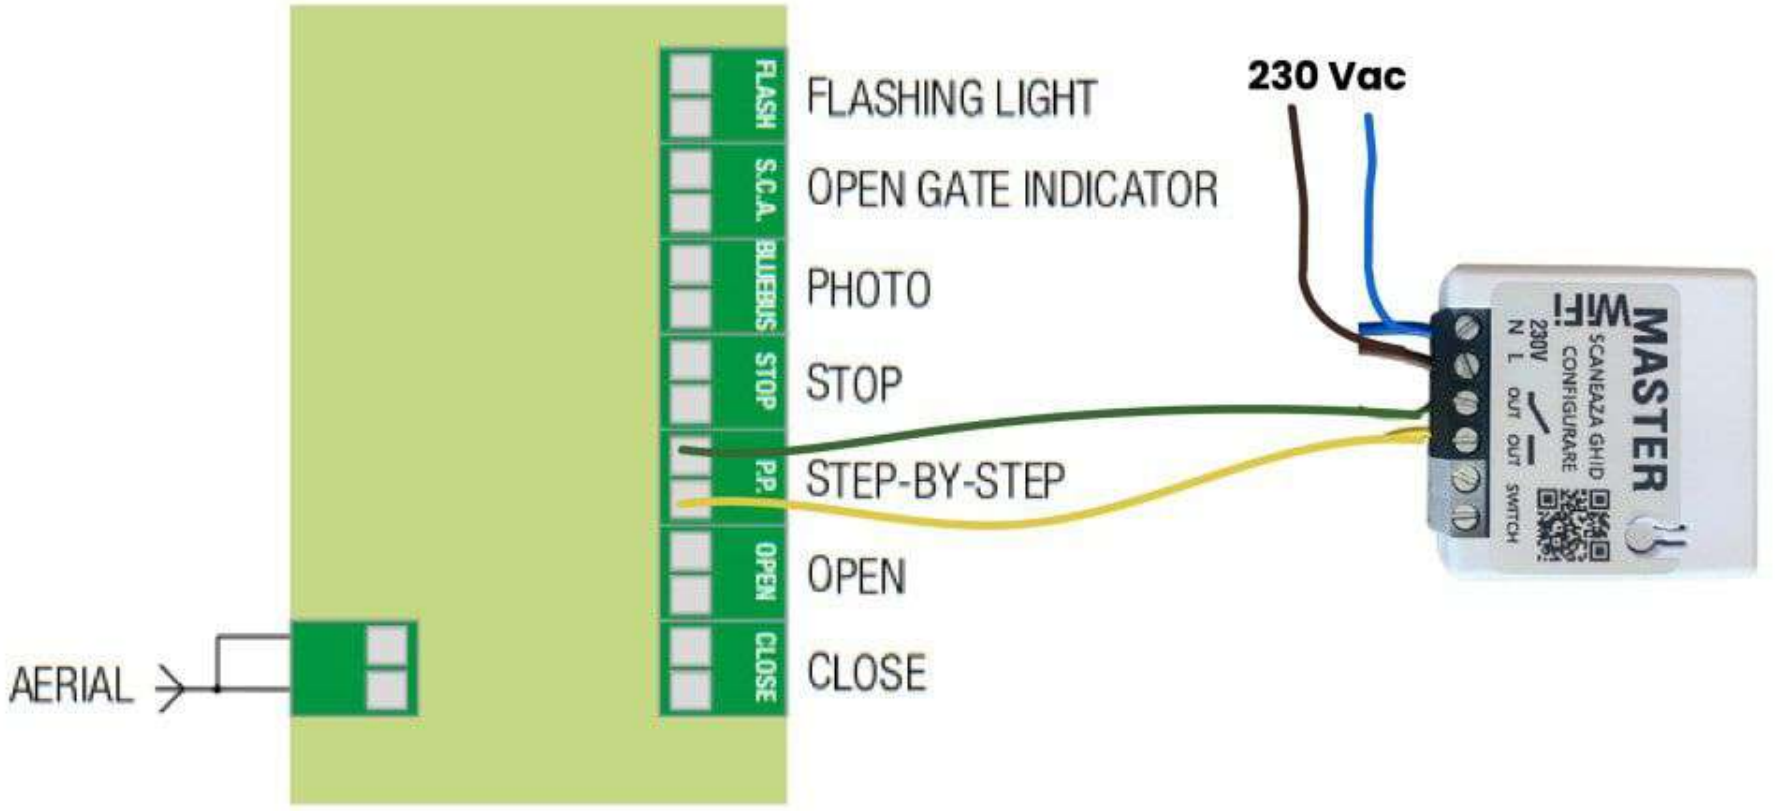 230 Vac
FLASH
FLASHING LIGHT
S.C.A.
OPEN GATE INDICATOR
BLUEBUS
PHOTO
STOP
STOP
P.P.
STEP-BY-STEP
OPEN
OPEN
CLOSE
CLOSE
AERIAL
MASTER
WiFi
SCANEAZA GHID
CONFIGURARE
230V
N L OUT OUT SWITCH